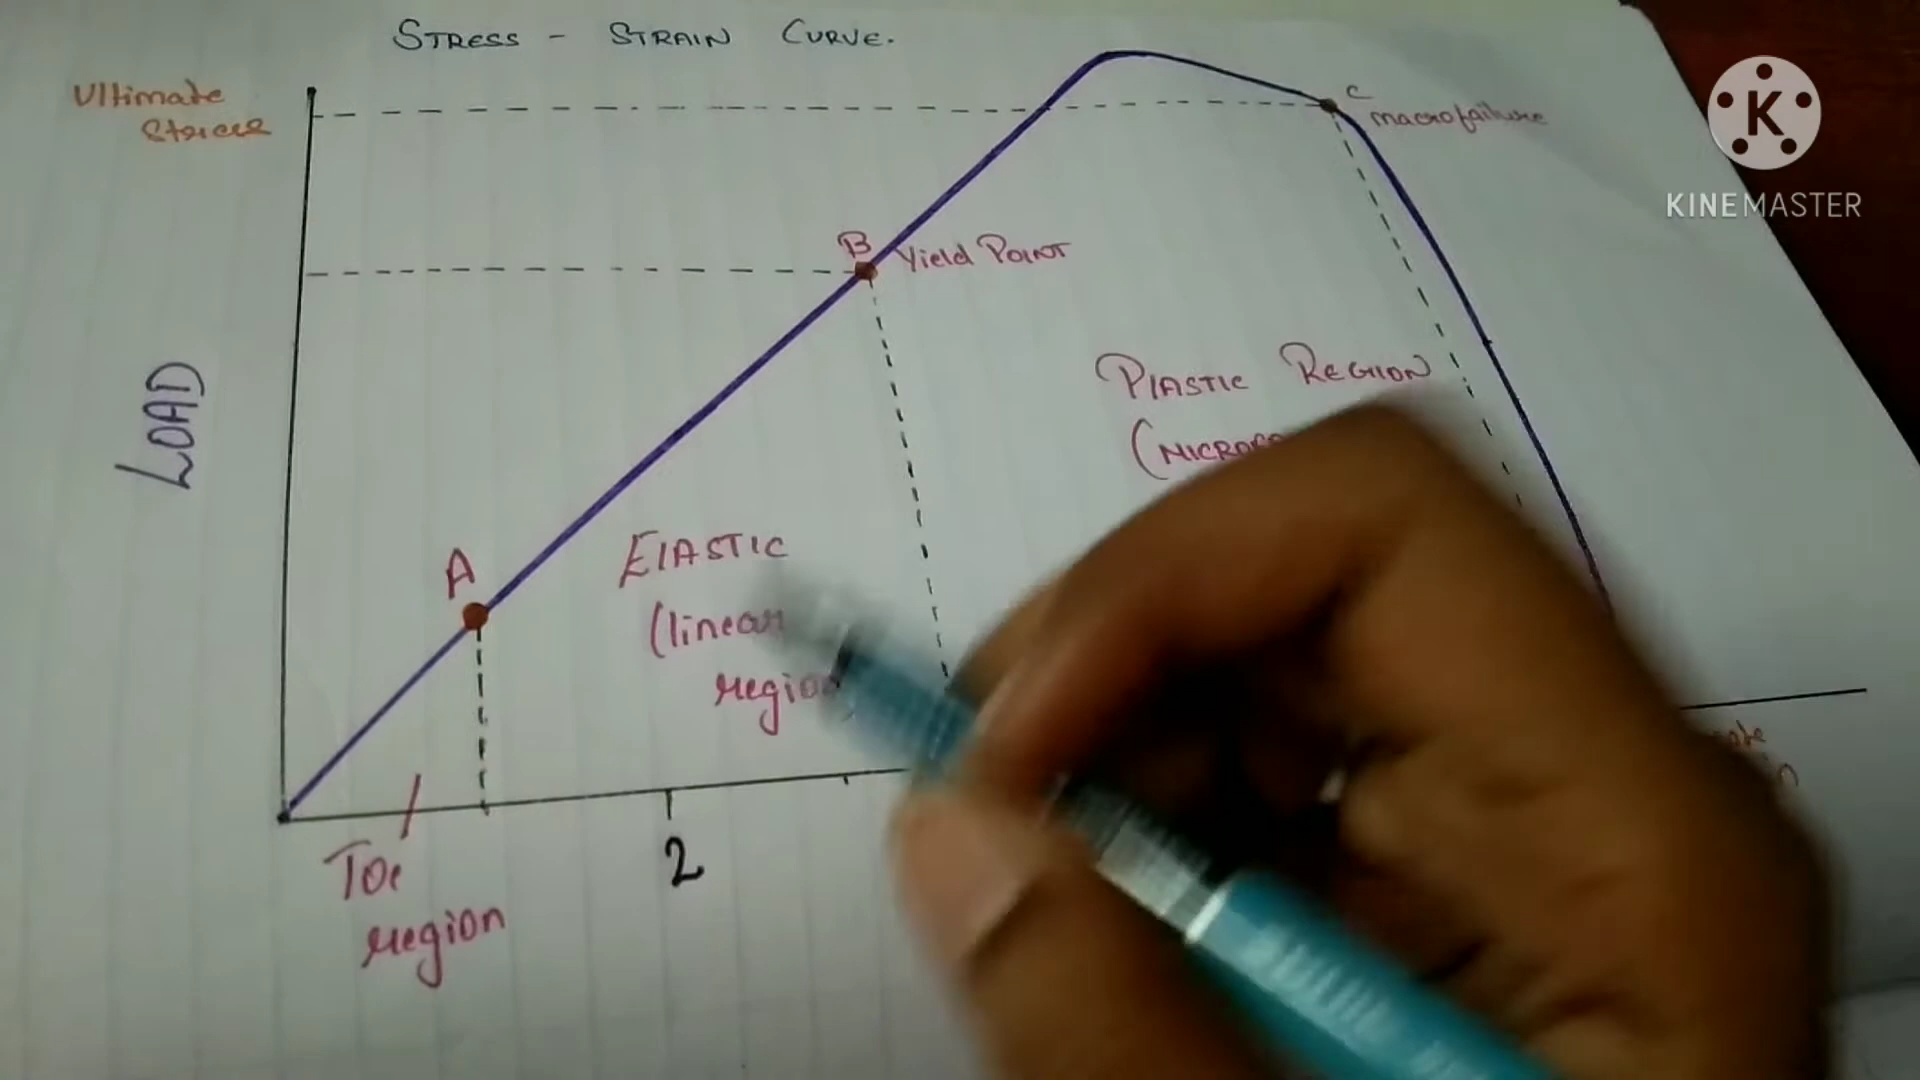 STRESS - STRAIN CURVE.
Ultimate
Stress
C
macrofailure
K
KINEMASTER
B
Yield POINT
LOAD
PLASTIC REGION
A
ELASTIC
(linear
region
Toe
region
2